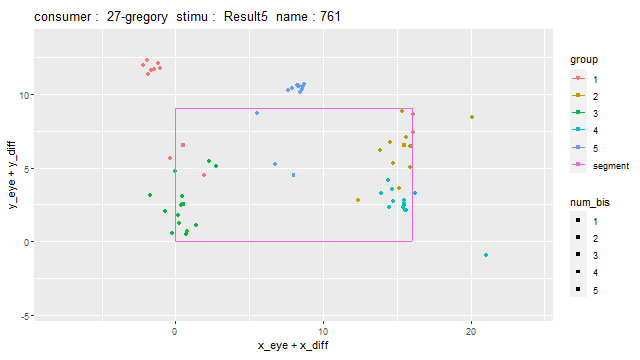 consumer :  27-gregory  stimu :  Result5  name : 761
y_eye + y_diff
10
5
0
-5
0
10
20
x_eye + x_diff
group
1
2
3
4
5
segment
num_bis
1
2
3
4
5